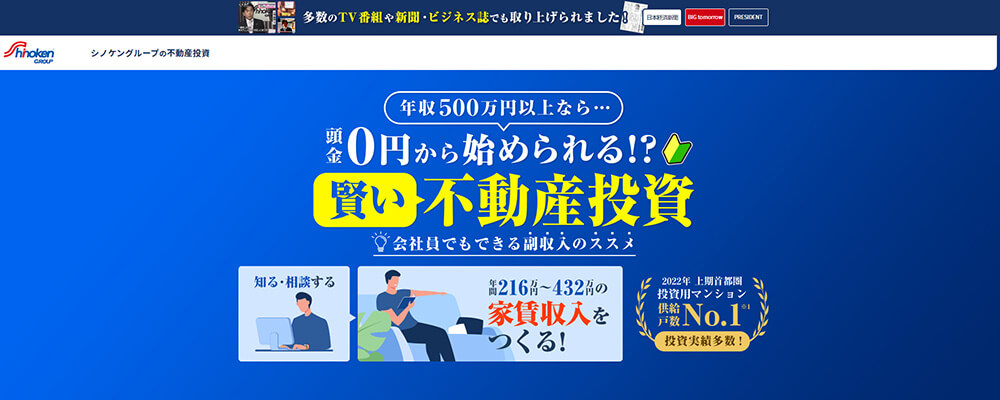 多数のTV番組や新聞・ビジネス誌でも取り上げられました!
日本経済新聞
BIG tomorrow
PRESIDENT
Shinoken
GROUP
シノケングループの不動産投資
年収500万円以上なら…
頭金0円から始められる!?
賢い不動産投資
会社員でもできる副収入のススメ
知る・相談する
年間216万円～432万円の
家賃収入を
つくる!
2022年 上期首都圏
投資用マンション
供給戸数No.1※1
投資実績多数!